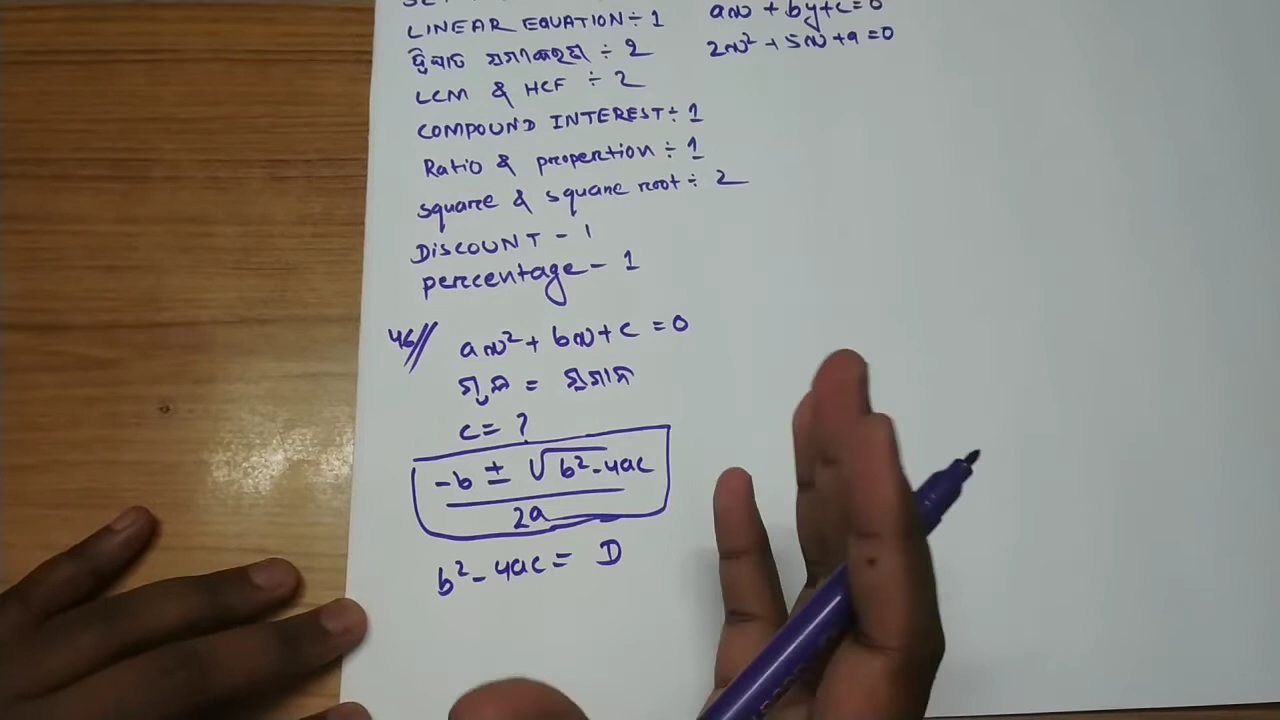 LINEAR EQUATION ÷ 1
ଦ୍ବିଘାତ ସମୀକରଣ ÷ 2
LCM & HCF ÷ 2
COMPOUND INTEREST ÷ 1
Ratio & propertion ÷ 1
square & square root ÷ 2
DISCOUNT - 1
percentage - 1
ax + by + c = 0
2x² + 5x + 9 = 0
46// ax² + bx + c = 0
ମୂଳ = ସମାନ
c = ?
-b ± √b² - 4ac
2a
b² - 4ac = D